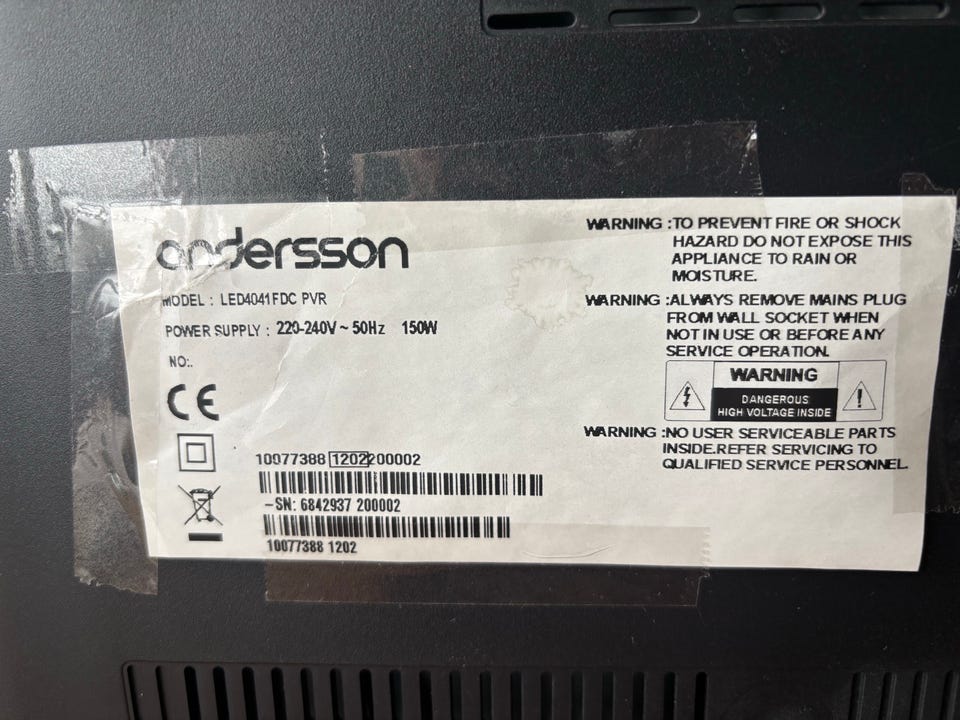 andersson
MODEL : LED4041FDC PVR
POWER SUPPLY : 220-240V ~ 50Hz 150W
NO:.
CE
10077388 1202 200002
-SN: 6842937 200002
10077388 1202
WARNING :TO PREVENT FIRE OR SHOCK
HAZARD DO NOT EXPOSE THIS
APPLIANCE TO RAIN OR
MOISTURE.
WARNING :ALWAYS REMOVE MAINS PLUG
FROM WALL SOCKET WHEN
NOT IN USE OR BEFORE ANY
SERVICE OPERATION.
WARNING
DANGEROUS
HIGH VOLTAGE INSIDE
WARNING :NO USER SERVICEABLE PARTS
INSIDE.REFER SERVICING TO
QUALIFIED SERVICE PERSONNEL.